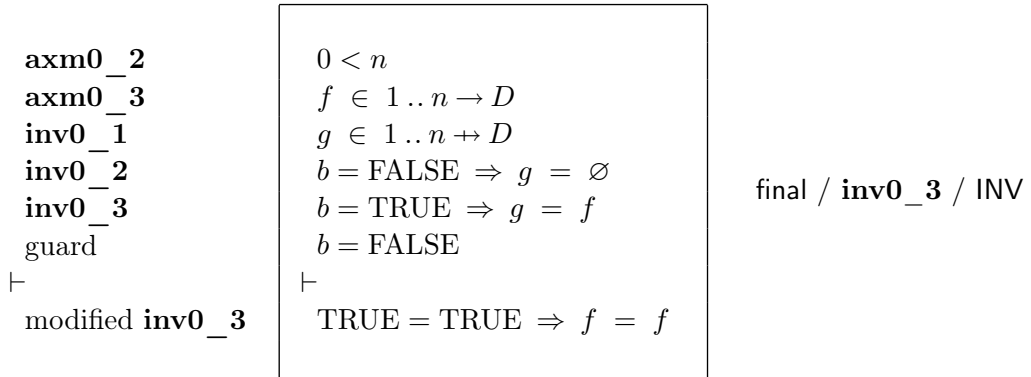 axm0_2 0 < n
axm0_3 f ∈ 1 .. n → D
inv0_1 g ∈ 1 .. n ⇸ D
inv0_2 b = FALSE ⇒ g = ∅
inv0_3 b = TRUE ⇒ g = f
guard b = FALSE
⊢ ⊢
modified inv0_3 TRUE = TRUE ⇒ f = f
final / inv0_3 / INV